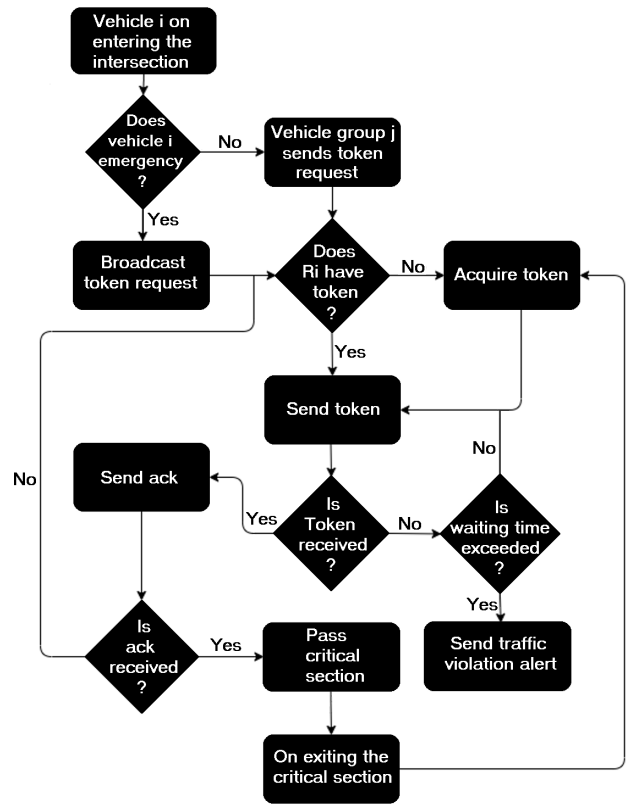 Vehicle i on
entering the
intersection
Does
vehicle i
emergency
?
No
Vehicle group j
sends token
request
Yes
Broadcast
token request
Does
Ri have
token
?
No
Acquire token
Yes
Send token
No
Send ack
Yes
Is
Token
received
?
No
Is
waiting time
exceeded
?
No
Yes
Send traffic
violation alert
Is
ack
received
?
Yes
Pass
critical
section
On exiting the
critical section